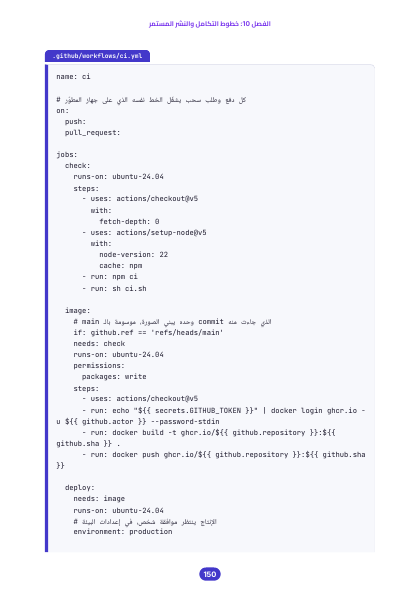 الفصل 10: خطوط التكامل والنشر المستمر
.github/workflows/ci.yml
name: ci
# كل دفع وطلب سحب يشغّل الخط نفسه الذي على جهاز المطوّر
on:
push:
pull_request:
jobs:
check:
runs-on: ubuntu-24.04
steps:
- uses: actions/checkout@v5
with:
fetch-depth: 0
- uses: actions/setup-node@v5
with:
node-version: 22
cache: npm
- run: npm ci
- run: sh ci.sh
image:
# main وحده يبني الصورة، موسومة بالـ commit الذي جاءت منه
if: github.ref == 'refs/heads/main'
needs: check
runs-on: ubuntu-24.04
permissions:
packages: write
steps:
- uses: actions/checkout@v5
- run: echo "${{ secrets.GITHUB_TOKEN }}" | docker login ghcr.io -
u ${{ github.actor }} --password-stdin
- run: docker build -t ghcr.io/${{ github.repository }}:${{
github.sha }} .
- run: docker push ghcr.io/${{ github.repository }}:${{ github.sha
}}
deploy:
needs: image
runs-on: ubuntu-24.04
# الإنتاج ينتظر موافقة شخص، في إعدادات البيئة
environment: production
150